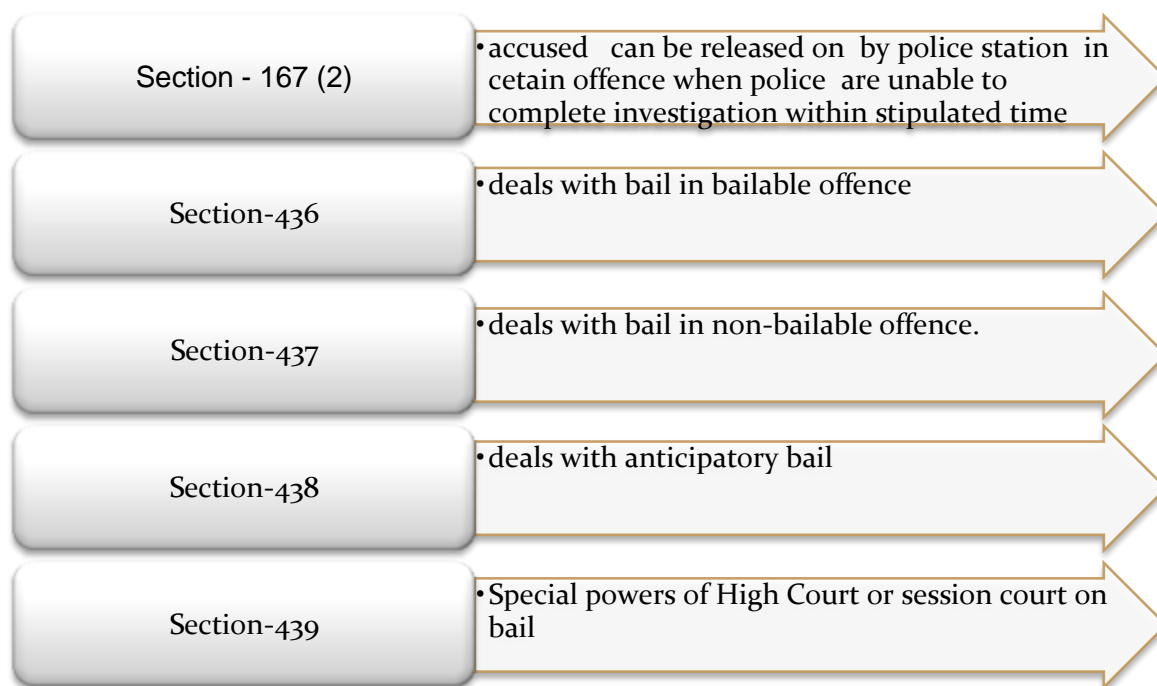 Section - 167 (2)
•accused can be released on by police station in
cetain offence when police are unable to
complete investigation within stipulated time
Section-436
•deals with bail in bailable offence
Section-437
•deals with bail in non-bailable offence.
Section-438
•deals with anticipatory bail
Section-439
•Special powers of High Court or session court on
bail